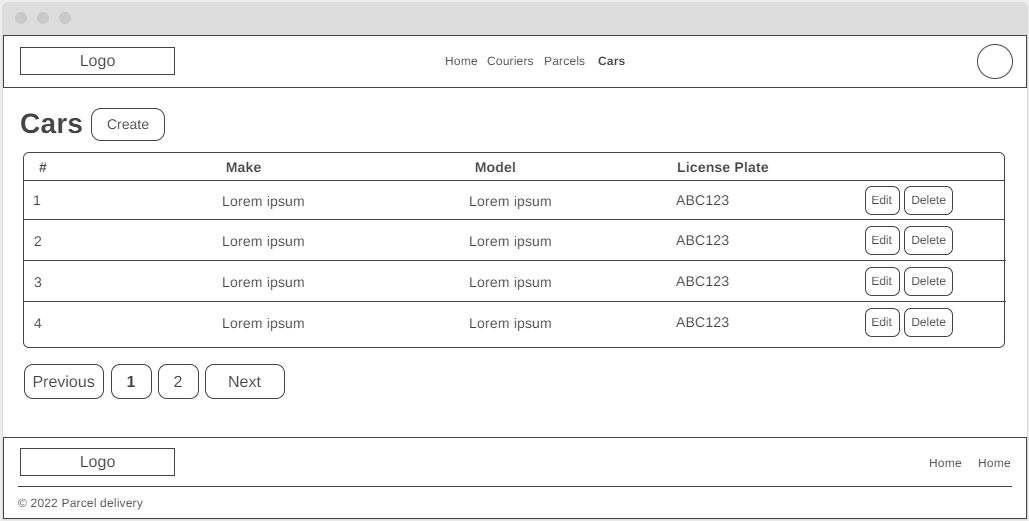 Logo Home Couriers Parcels Cars
Cars Create
# Make Model License Plate
1 Lorem ipsum Lorem ipsum ABC123 Edit Delete
2 Lorem ipsum Lorem ipsum ABC123 Edit Delete
3 Lorem ipsum Lorem ipsum ABC123 Edit Delete
4 Lorem ipsum Lorem ipsum ABC123 Edit Delete
Previous 1 2 Next
Logo Home Home
© 2022 Parcel delivery